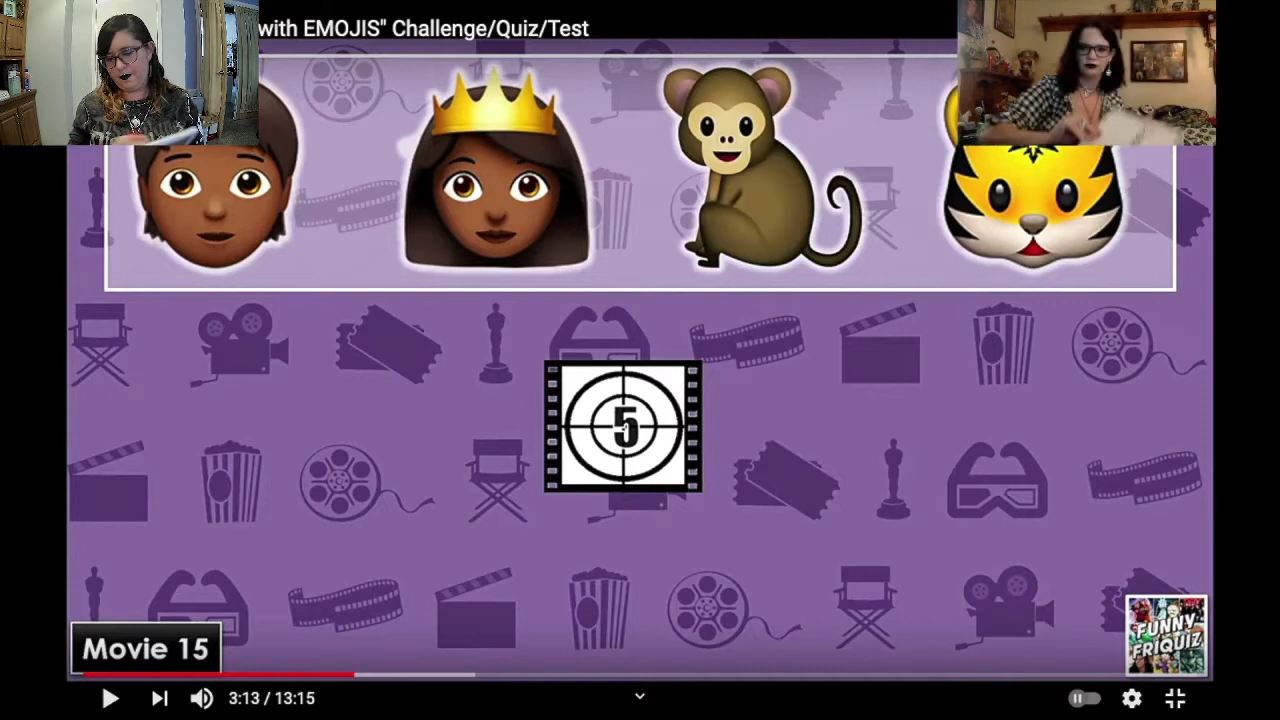 with EMOJIS" Challenge/Quiz/Test
5
Movie 15
FUNNY
FRIQUIZ
3:13 / 13:15